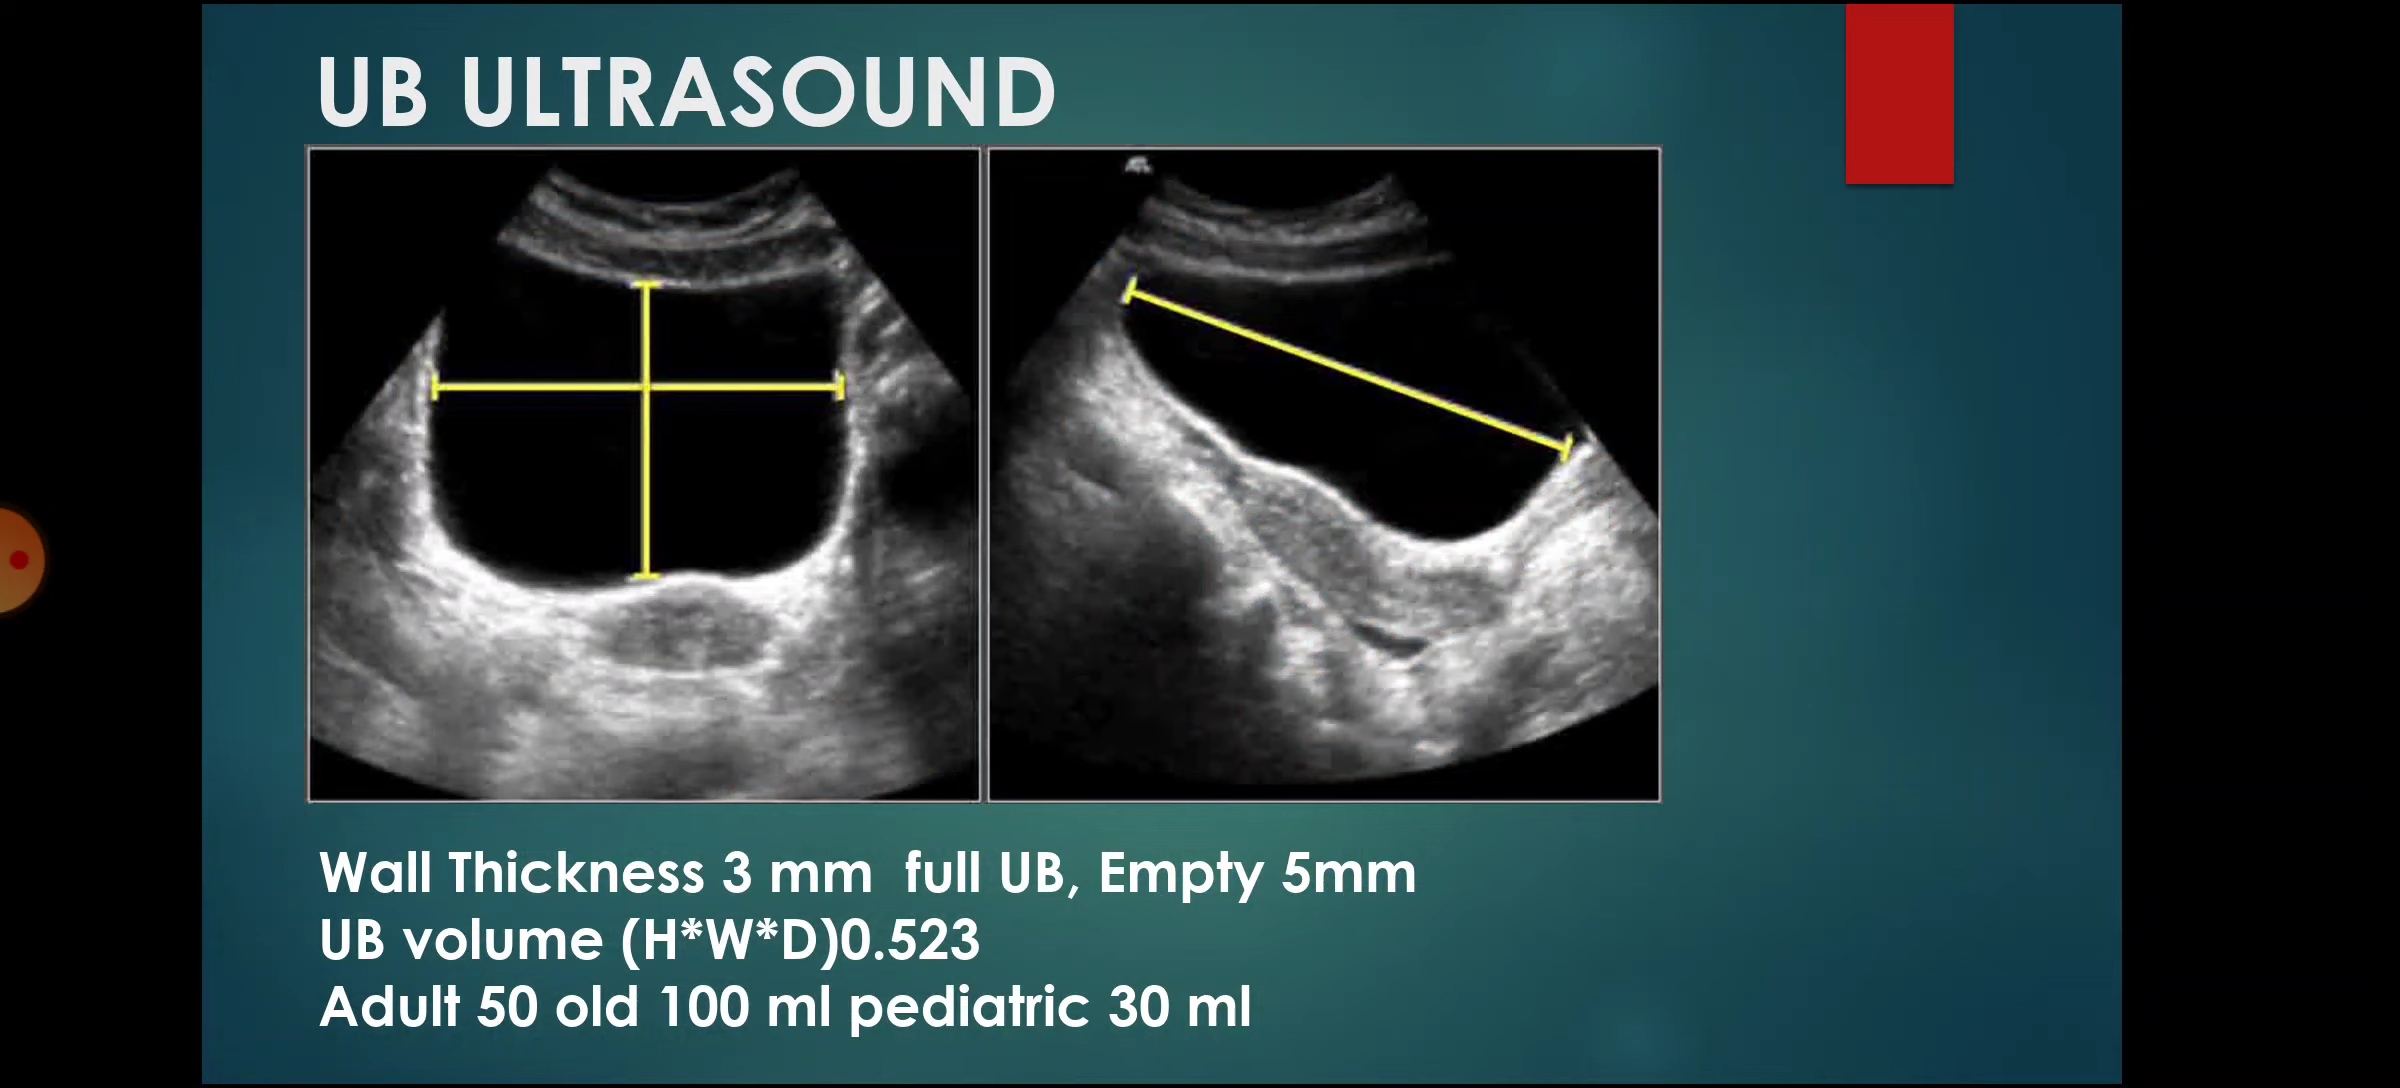 UB ULTRASOUND
Wall Thickness 3 mm  full UB, Empty 5mm
UB volume (H*W*D)0.523
Adult 50 old 100 ml pediatric 30 ml